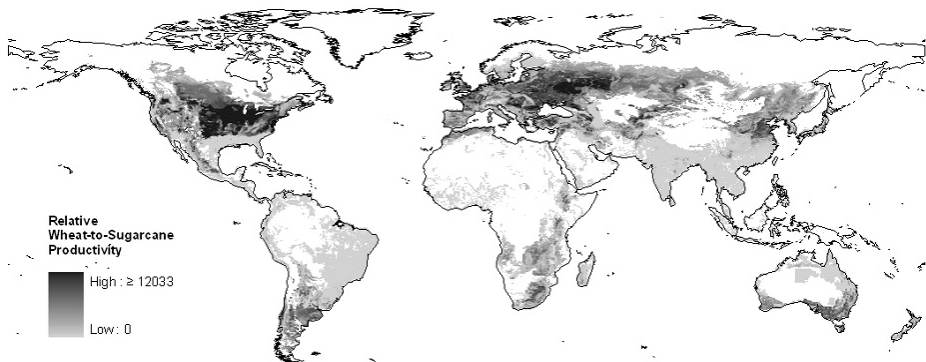 Relative
Wheat-to-Sugarcane
Productivity
High : ≥ 12033
Low : 0